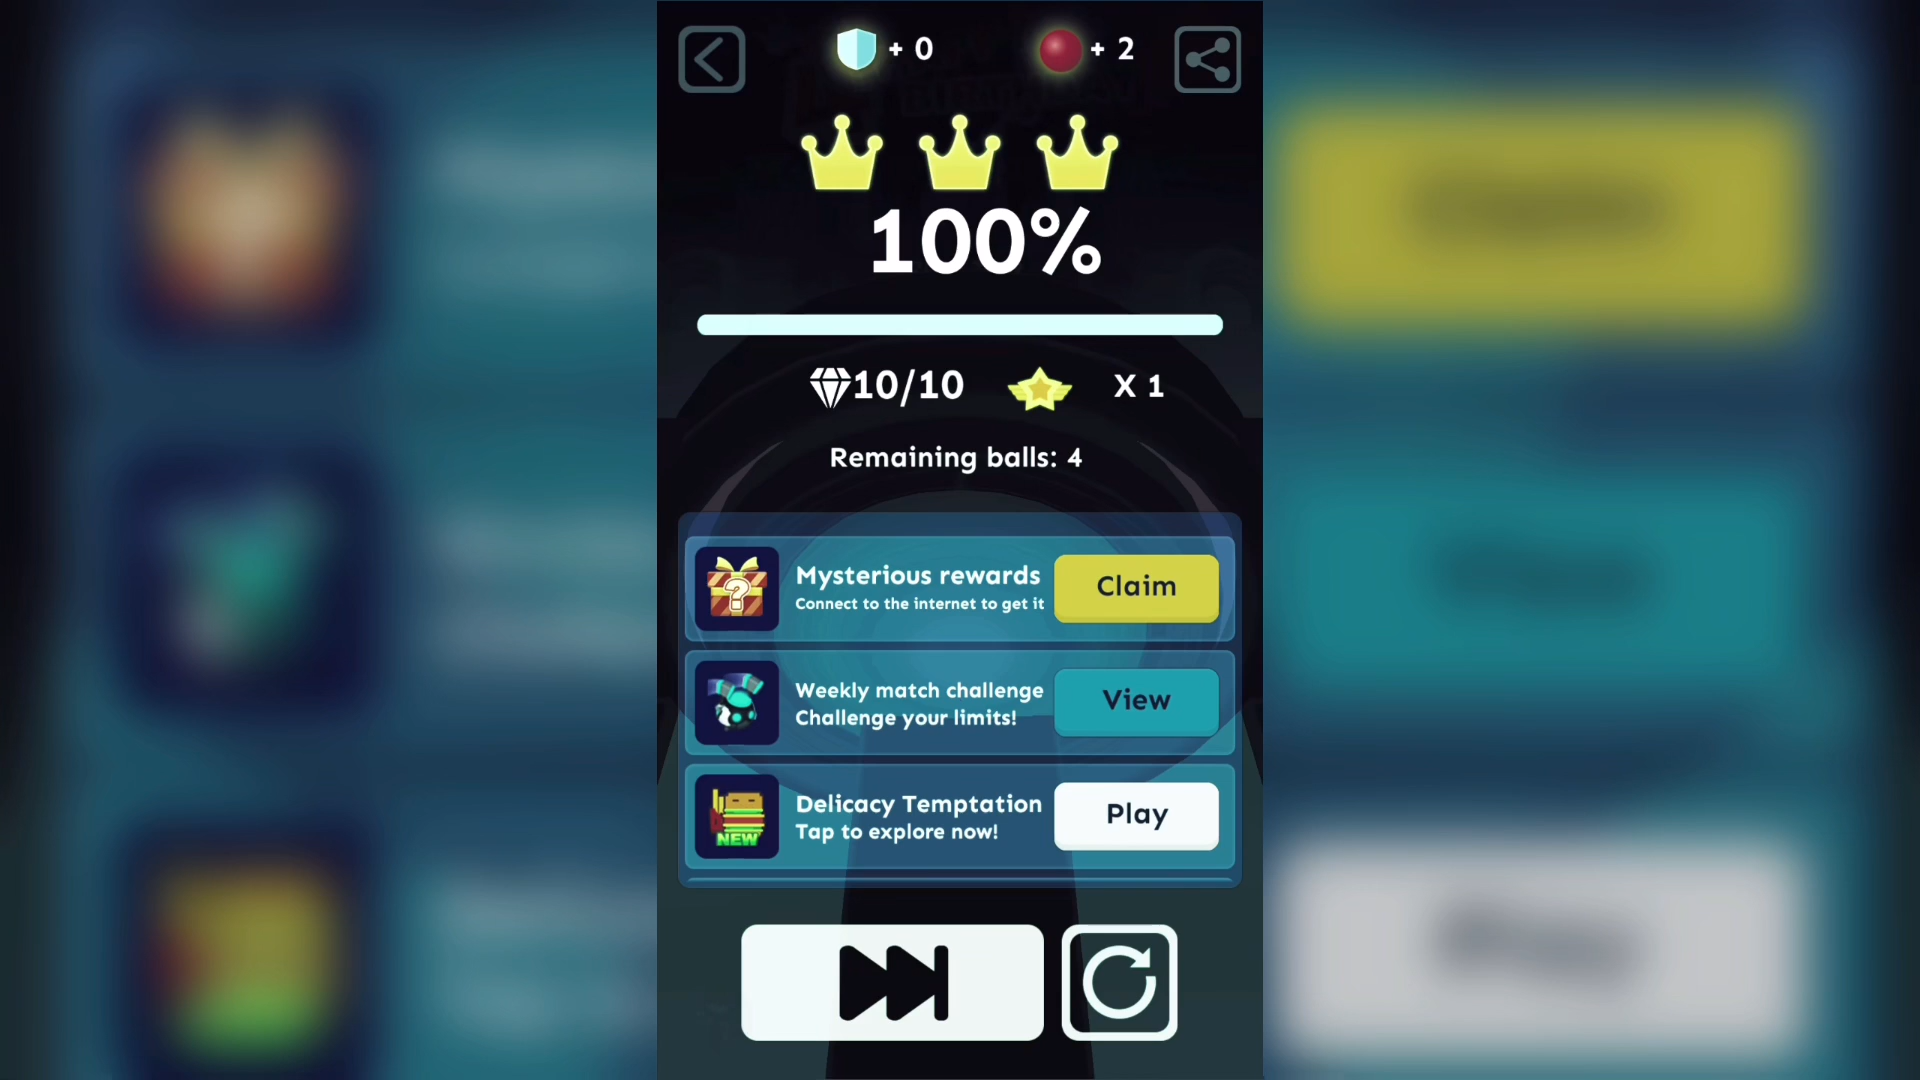 + 0
+ 2
100%
10/10
X 1
Remaining balls: 4
Mysterious rewards
Connect to the internet to get it
Claim
Weekly match challenge
Challenge your limits!
View
NEW
Delicacy Temptation
Tap to explore now!
Play